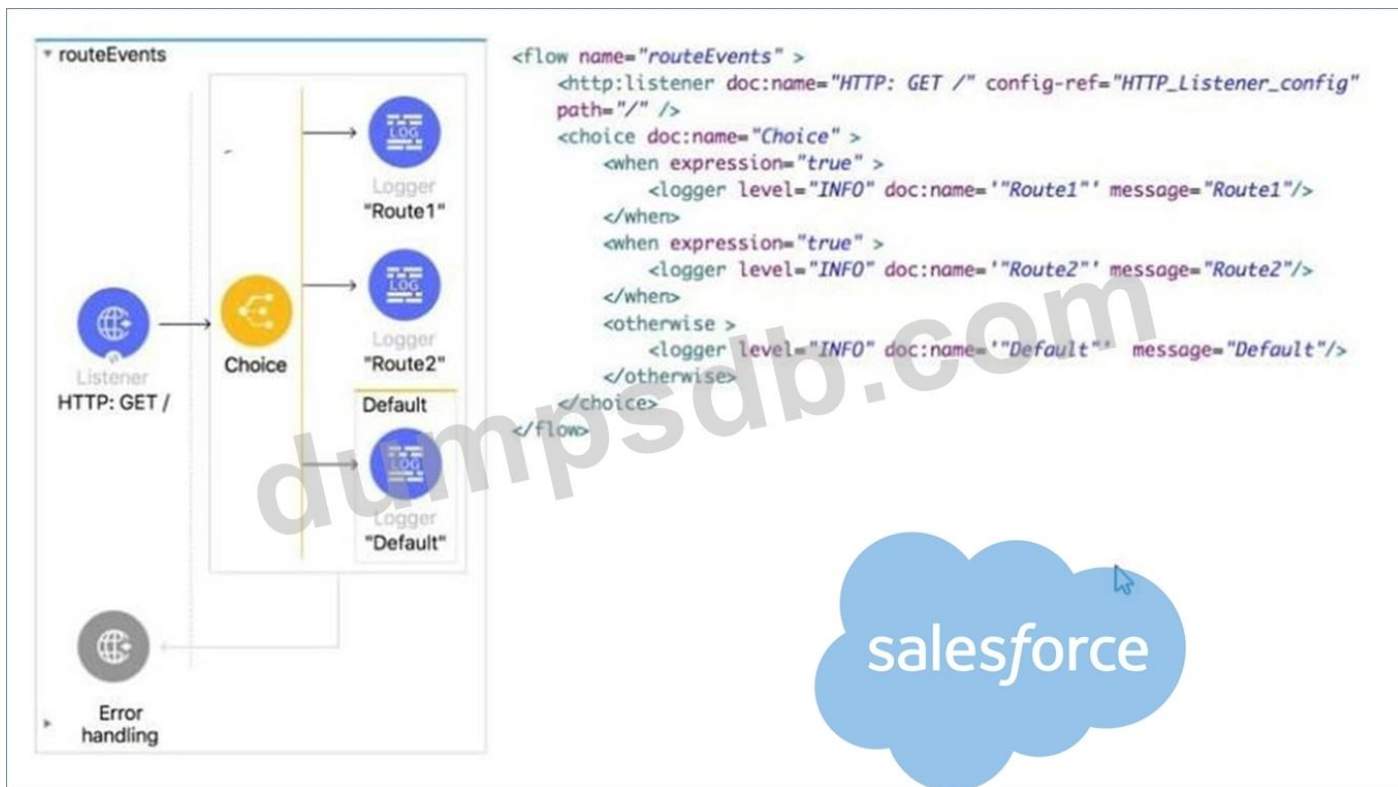 routeEvents
LOG
Logger
"Route1"
LOG
Logger
"Route2"
Listener
HTTP: GET /
Choice
Default
LOG
Logger
"Default"
Error
handling
<flow name="routeEvents" >
<http:listener doc:name="HTTP: GET /" config-ref="HTTP_Listener_config"
path="/" />
<choice doc:name="Choice" >
<when expression="true" >
<logger level="INFO" doc:name='"Route1"' message="Route1"/>
</when>
<when expression="true" >
<logger level="INFO" doc:name='"Route2"' message="Route2"/>
</when>
<otherwise >
<logger level="INFO" doc:name='"Default"' message="Default"/>
</otherwise>
</choice>
</flow>
dumpsdb.com
salesforce